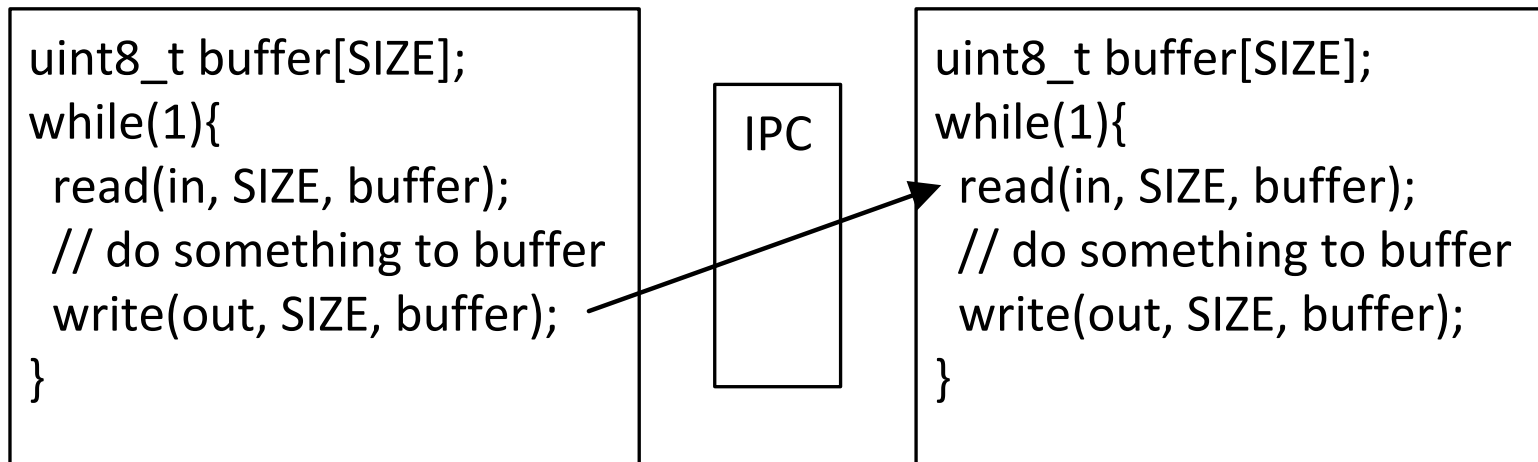 uint8_t buffer[SIZE];
while(1){
read(in, SIZE, buffer);
// do something to buffer
write(out, SIZE, buffer);
}
IPC
uint8_t buffer[SIZE];
while(1){
read(in, SIZE, buffer);
// do something to buffer
write(out, SIZE, buffer);
}